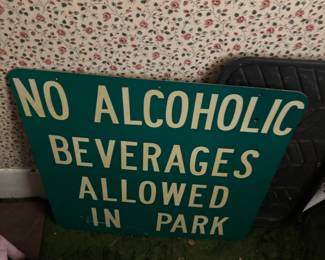 NO ALCOHOLIC
BEVERAGES
ALLOWED
IN PARK